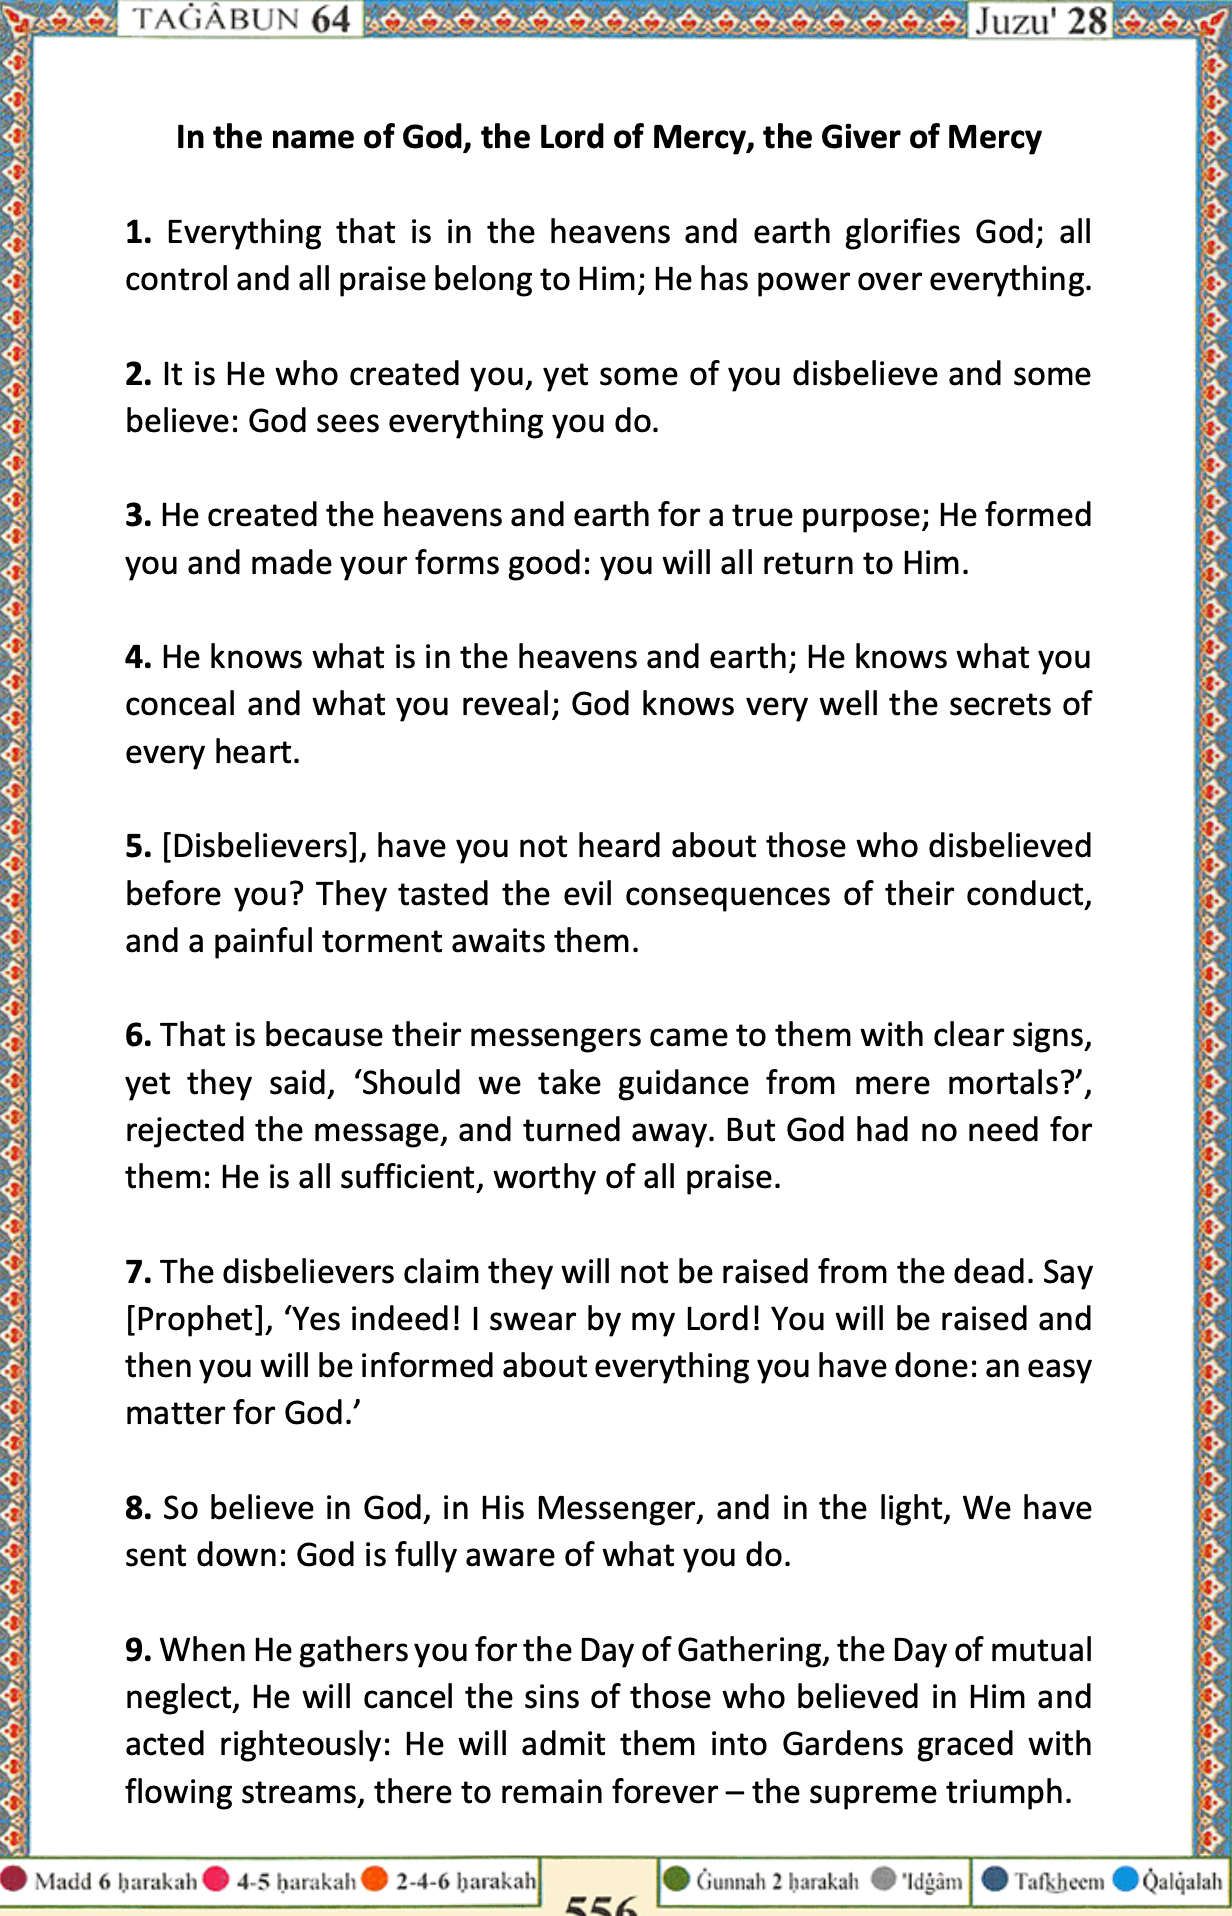 TAĠÂBUN 64 Juzu' 28
In the name of God, the Lord of Mercy, the Giver of Mercy
1. Everything that is in the heavens and earth glorifies God; all
control and all praise belong to Him; He has power over everything.
2. It is He who created you, yet some of you disbelieve and some
believe: God sees everything you do.
3. He created the heavens and earth for a true purpose; He formed
you and made your forms good: you will all return to Him.
4. He knows what is in the heavens and earth; He knows what you
conceal and what you reveal; God knows very well the secrets of
every heart.
5. [Disbelievers], have you not heard about those who disbelieved
before you? They tasted the evil consequences of their conduct,
and a painful torment awaits them.
6. That is because their messengers came to them with clear signs,
yet they said, ‘Should we take guidance from mere mortals?’,
rejected the message, and turned away. But God had no need for
them: He is all sufficient, worthy of all praise.
7. The disbelievers claim they will not be raised from the dead. Say
[Prophet], ‘Yes indeed! I swear by my Lord! You will be raised and
then you will be informed about everything you have done: an easy
matter for God.’
8. So believe in God, in His Messenger, and in the light, We have
sent down: God is fully aware of what you do.
9. When He gathers you for the Day of Gathering, the Day of mutual
neglect, He will cancel the sins of those who believed in Him and
acted righteously: He will admit them into Gardens graced with
flowing streams, there to remain forever – the supreme triumph.
Madd 6 ḥarakah 4-5 ḥarakah 2-4-6 ḥarakah 556 Ġunnah 2 ḥarakah 'Idġâm Tafkheem Q̇alq̇alah